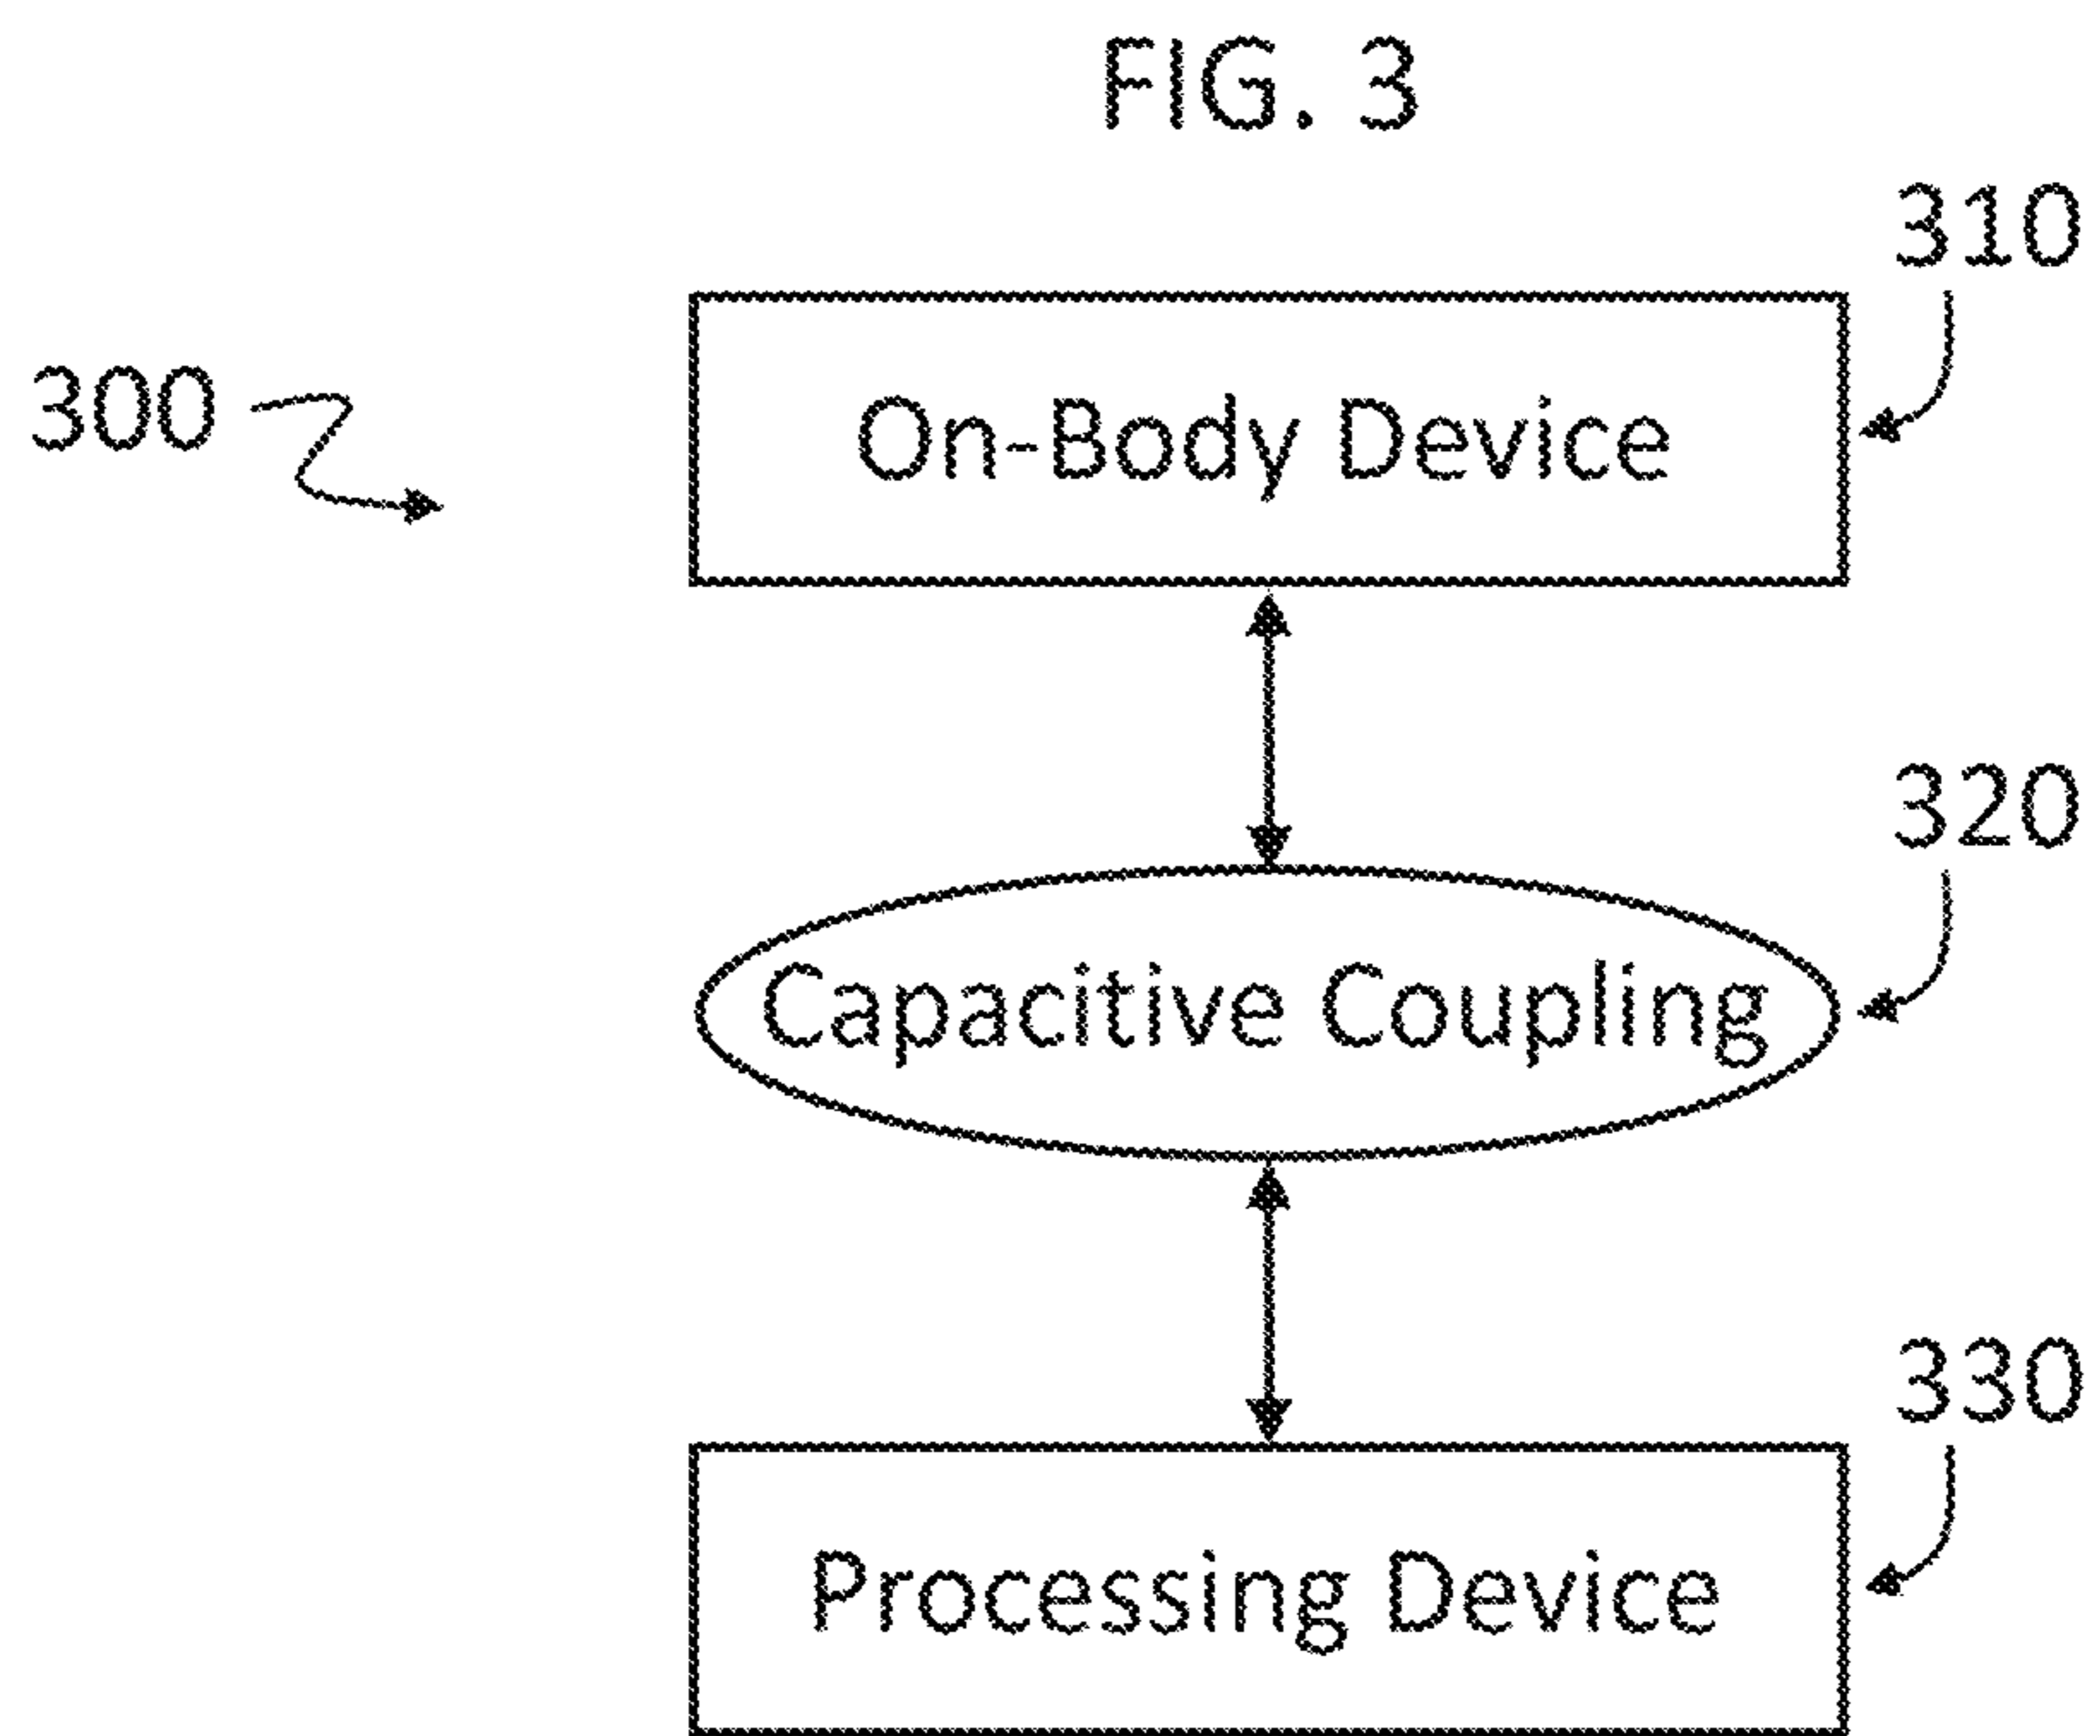 FIG. 3
310
300
On-Body Device
320
Capacitive Coupling
330
Processing Device